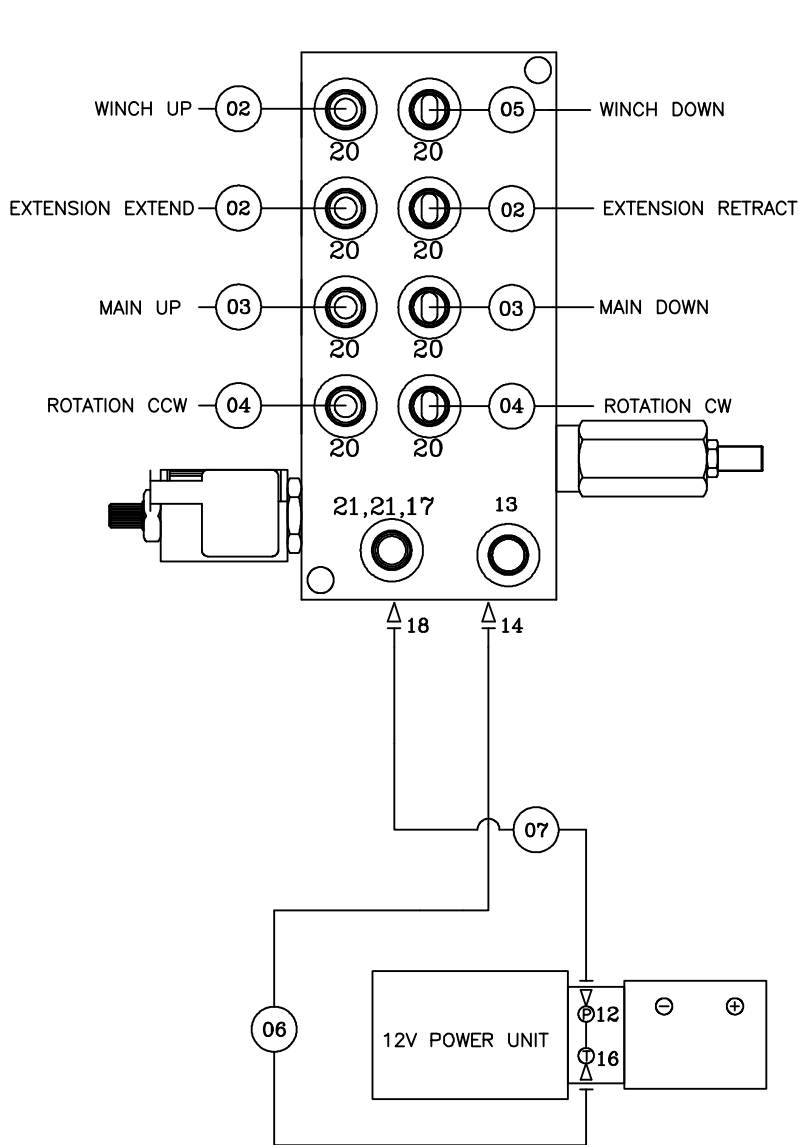 WINCH UP 02 05 WINCH DOWN
20 20
EXTENSION EXTEND 02 02 EXTENSION RETRACT
20 20
MAIN UP 03 03 MAIN DOWN
20 20
ROTATION CCW 04 04 ROTATION CW
20 20
21,21,17 13
18 14
07
P 12
06
12V POWER UNIT
T 16